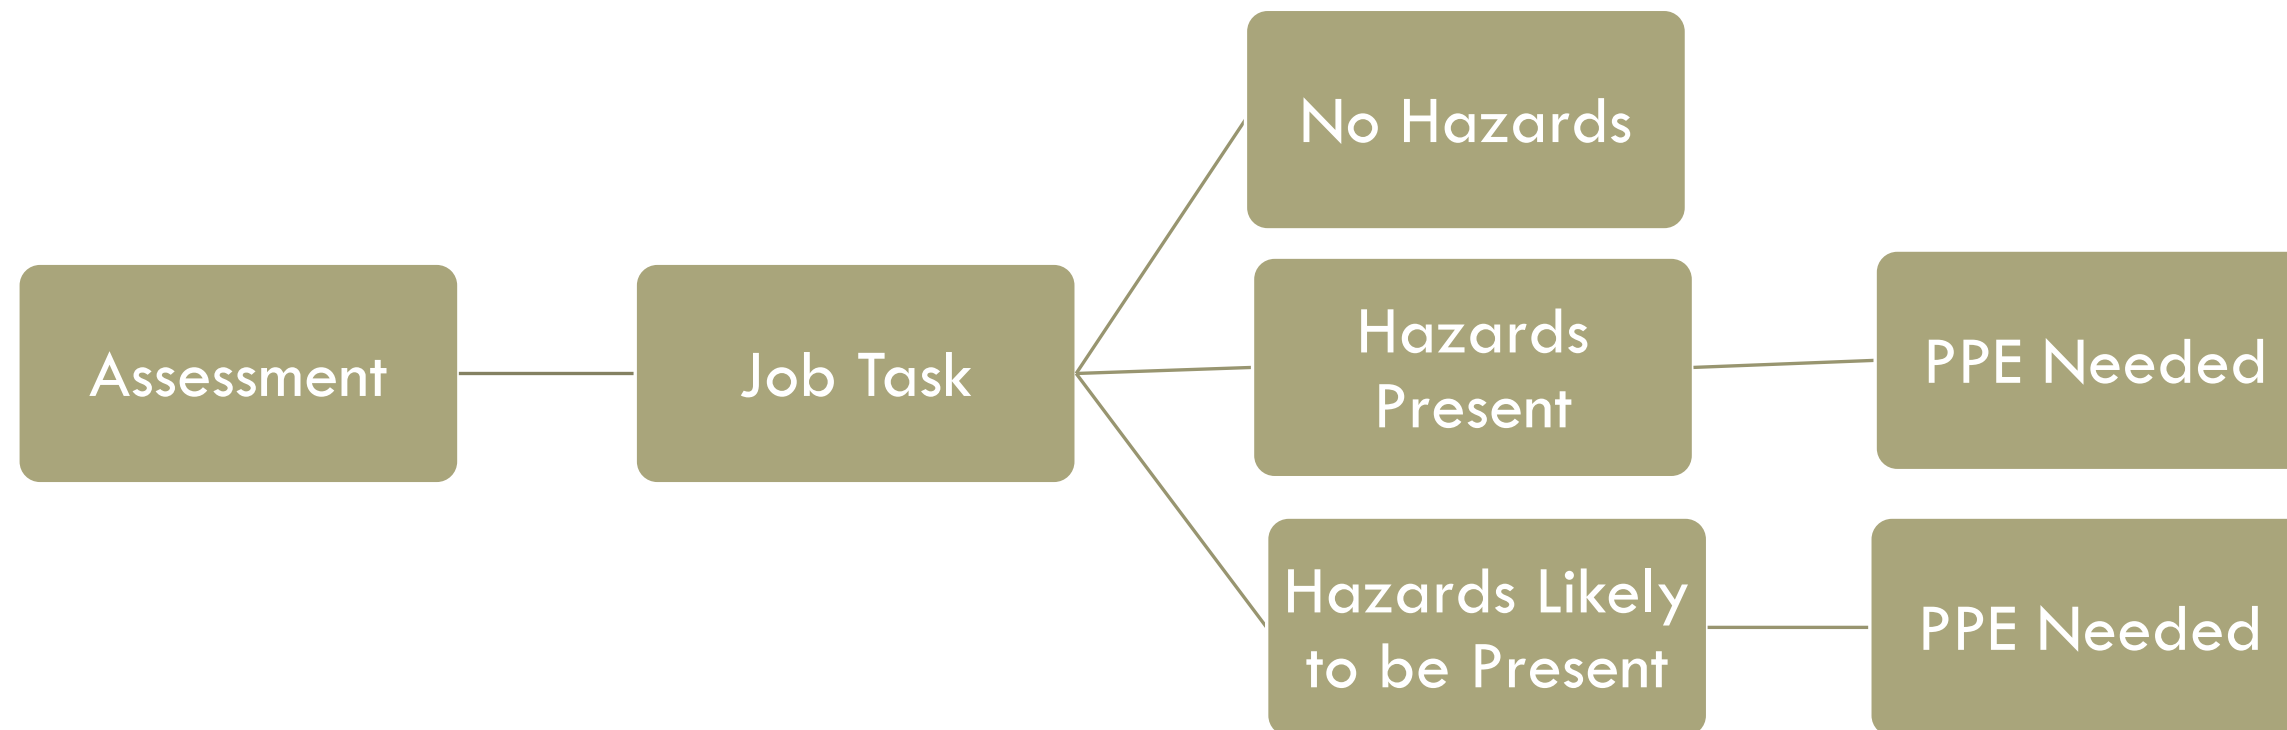 No Hazards
Assessment
Job Task
Hazards
Present
PPE Needed
Hazards Likely
to be Present
PPE Needed